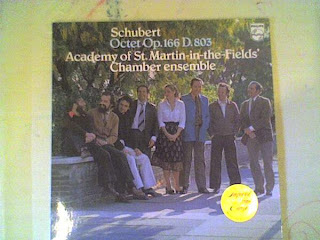 Schubert
Octet Op.166 D.803
Academy of St. Martin-in-the-Fields'
Chamber ensemble